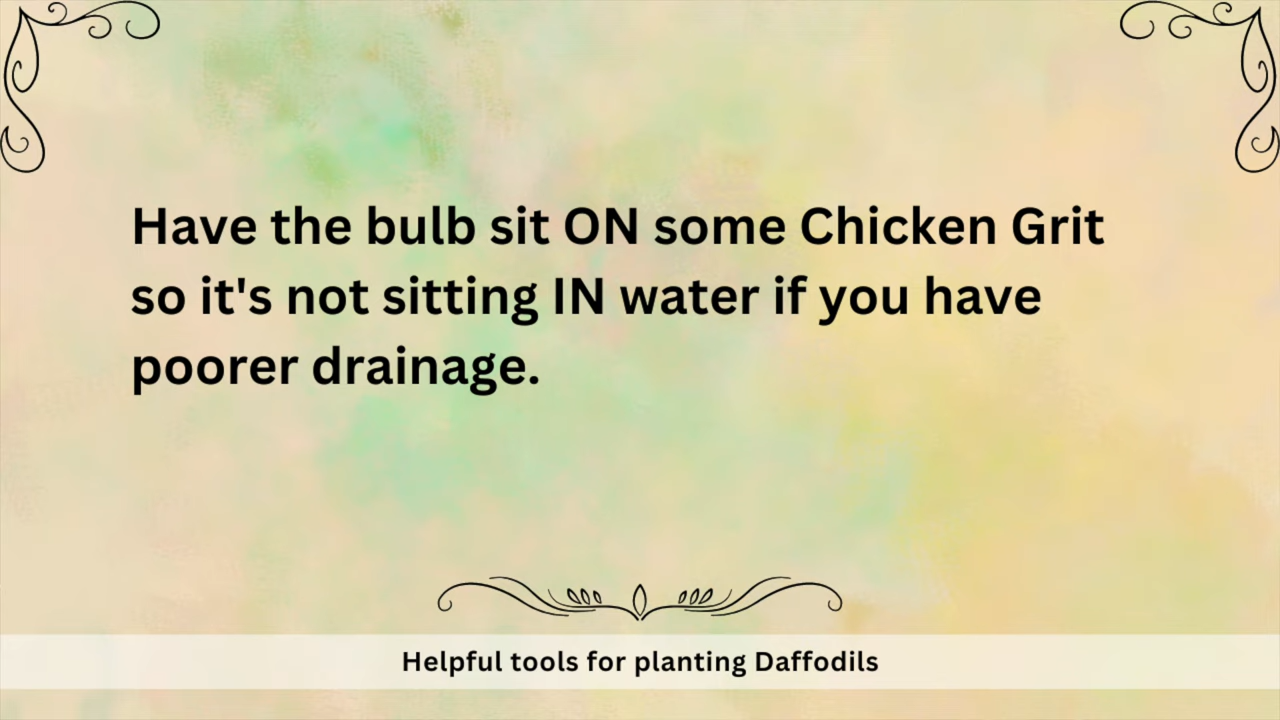 Have the bulb sit ON some Chicken Grit
so it's not sitting IN water if you have
poorer drainage.
Helpful tools for planting Daffodils